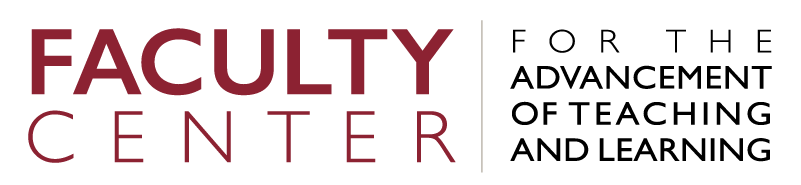 FACULTY
CENTER
FOR THE
ADVANCEMENT
OF TEACHING
AND LEARNING